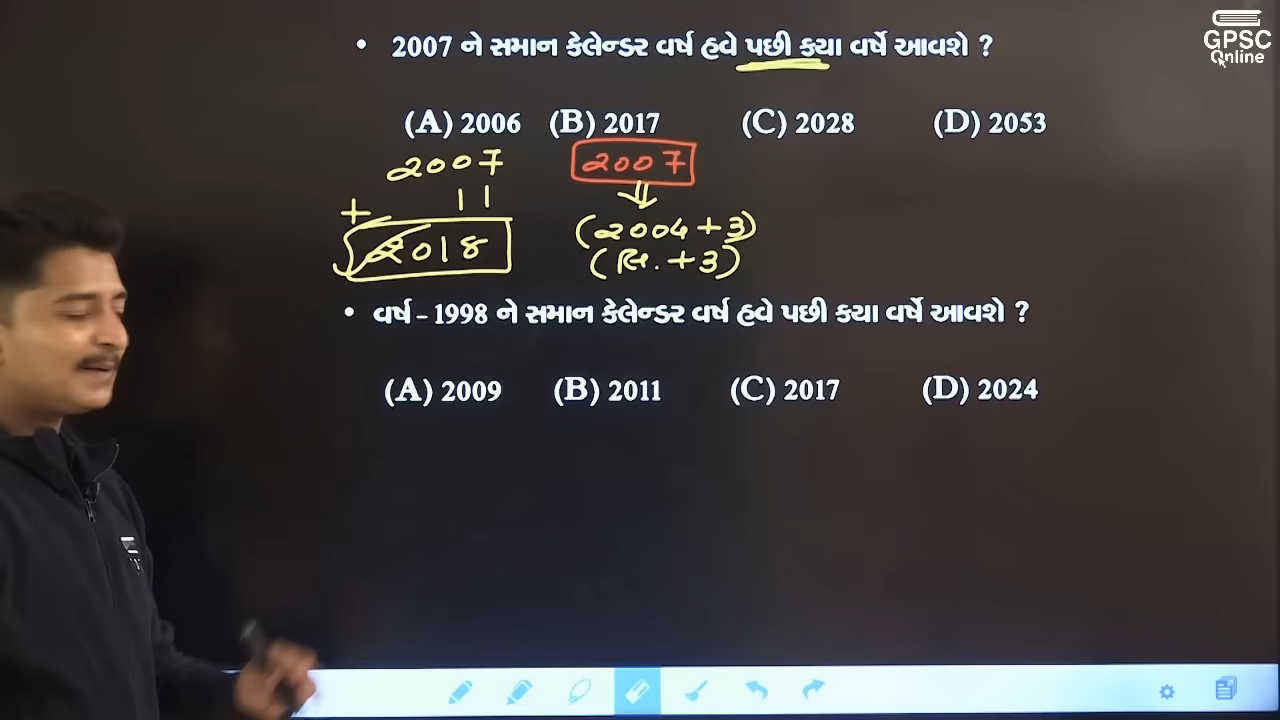 GPSC
Online
• 2007 ને સમાન કેલેન્ડર વર્ષ હવે પછી કયા વર્ષે આવશે ?
(A) 2006 (B) 2017 (C) 2028 (D) 2053
2007
+ 11
2018
2007
⇓
(2004+3)
(લિ. +3)
• વર્ષ – 1998 ને સમાન કેલેન્ડર વર્ષ હવે પછી કયા વર્ષે આવશે ?
(A) 2009 (B) 2011 (C) 2017 (D) 2024